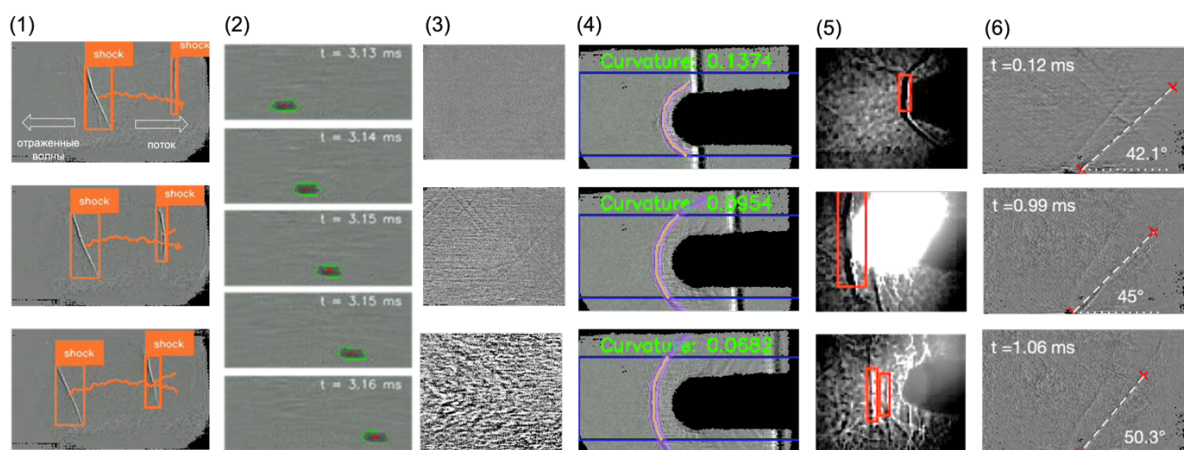 (1) (2) (3) (4) (5) (6)
shock
shock
отраженные
волны
поток
shock
shock
shock
shock
t = 3.13 ms
t = 3.14 ms
t = 3.15 ms
t = 3.15 ms
t = 3.16 ms
Curvature: 0.1374
Curvature: 0.0954
Curvature: 0.0682
t =0.12 ms
42.1°
t =0.99 ms
45°
t =1.06 ms
50.3°